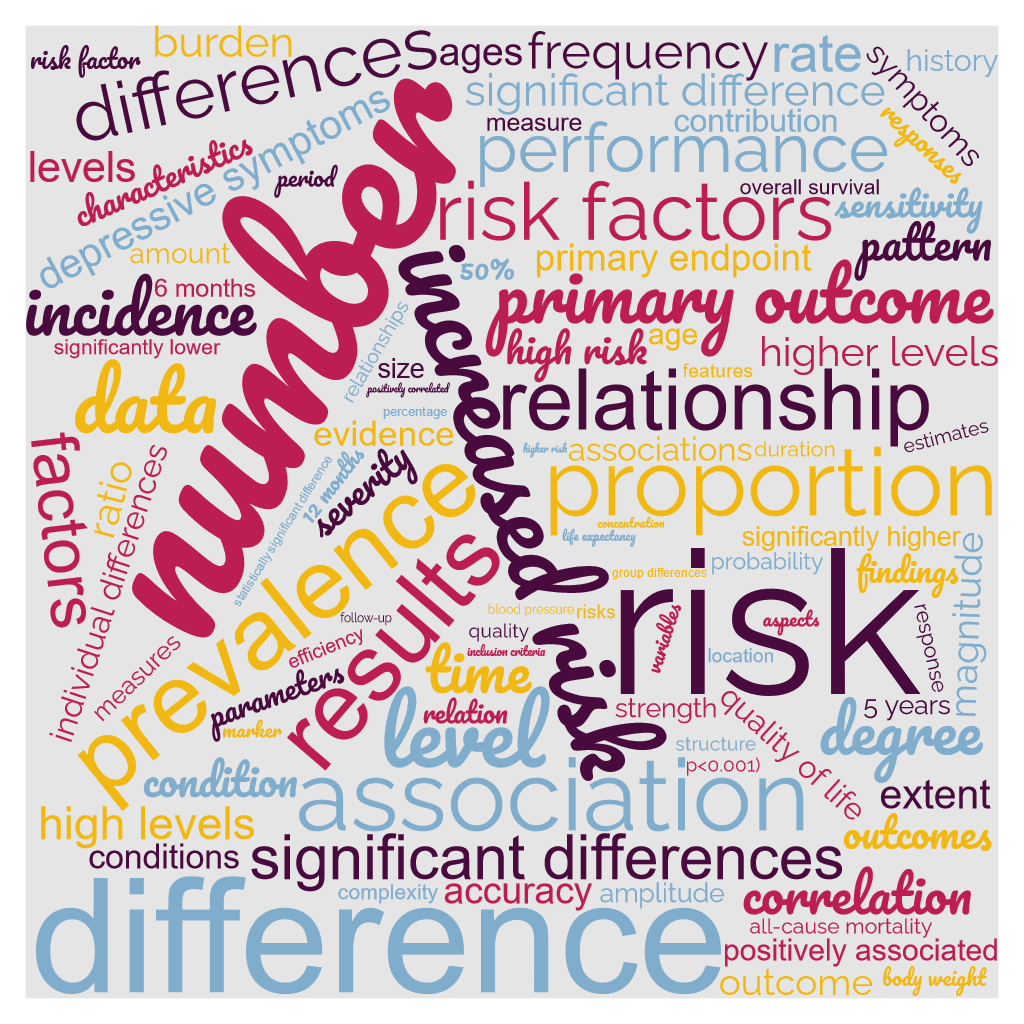 risk factor
burden
differences
ages
frequency
rate
symptoms
history
significant difference
measure
contribution
responses
levels
characteristics
depressive symptoms
period
number
performance
risk factors
overall survival
sensitivity
pattern
amount
primary endpoint
50%
increased risk
incidence
6 months
significantly lower
primary outcome
high risk
age
higher levels
relationships
size
positively correlated
features
relationship
data
percentage
evidence
higher risk
associations
duration
estimates
factors
ratio
individual differences
12 months
severity
statistically significant difference
proportion
concentration
life expectancy
significantly higher
prevalence
results
group differences
probability
findings
magnitude
risk
blood pressure
risks
variables
aspects
response
follow-up
quality
inclusion criteria
efficiency
measures
parameters
marker
time
location
relation
level
strength
quality of life
5 years
degree
structure
p<0.001)
condition
association
extent
high levels
outcomes
conditions
significant differences
complexity
accuracy
amplitude
correlation
difference
all-cause mortality
positively associated
outcome
body weight